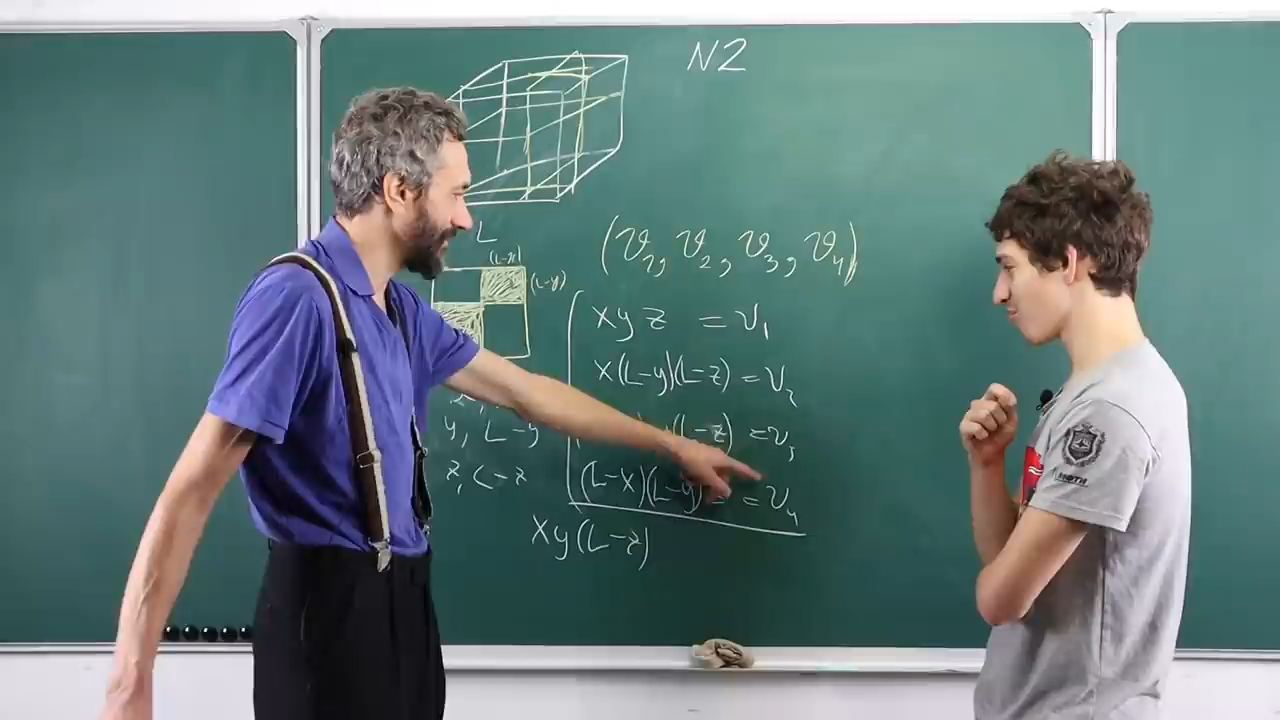 N2
L
(L-x)
(L-y)
(v₁, v₂, v₃, v₄)
xyz = v₁
x(L-y)(L-z) = v₂
(L-z) = v₃
(L-x)(L-y) = v₄
y, L-y
z, L-z
xy(L-z)